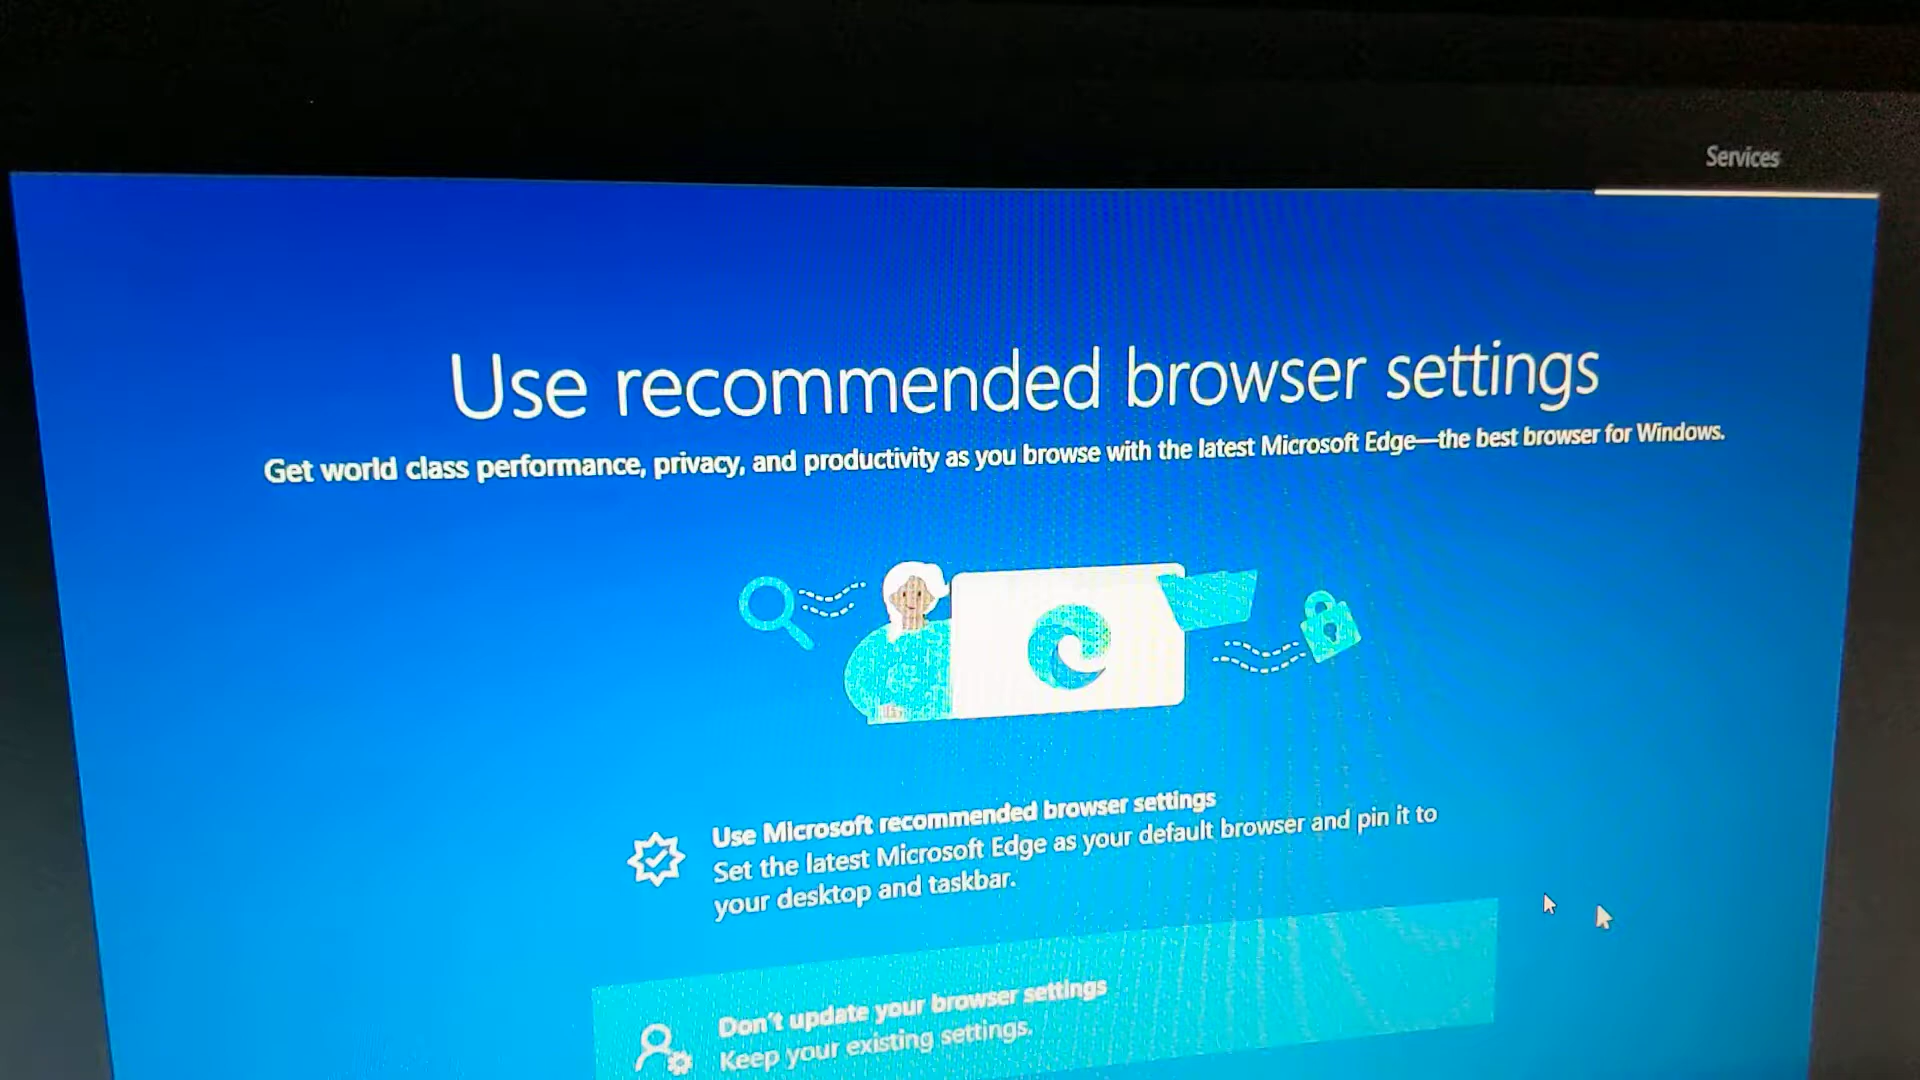 Services
Use recommended browser settings
Get world class performance, privacy, and productivity as you browse with the latest Microsoft Edge—the best browser for Windows.
Use Microsoft recommended browser settings
Set the latest Microsoft Edge as your default browser and pin it to
your desktop and taskbar.
Don't update your browser settings
Keep your existing settings.